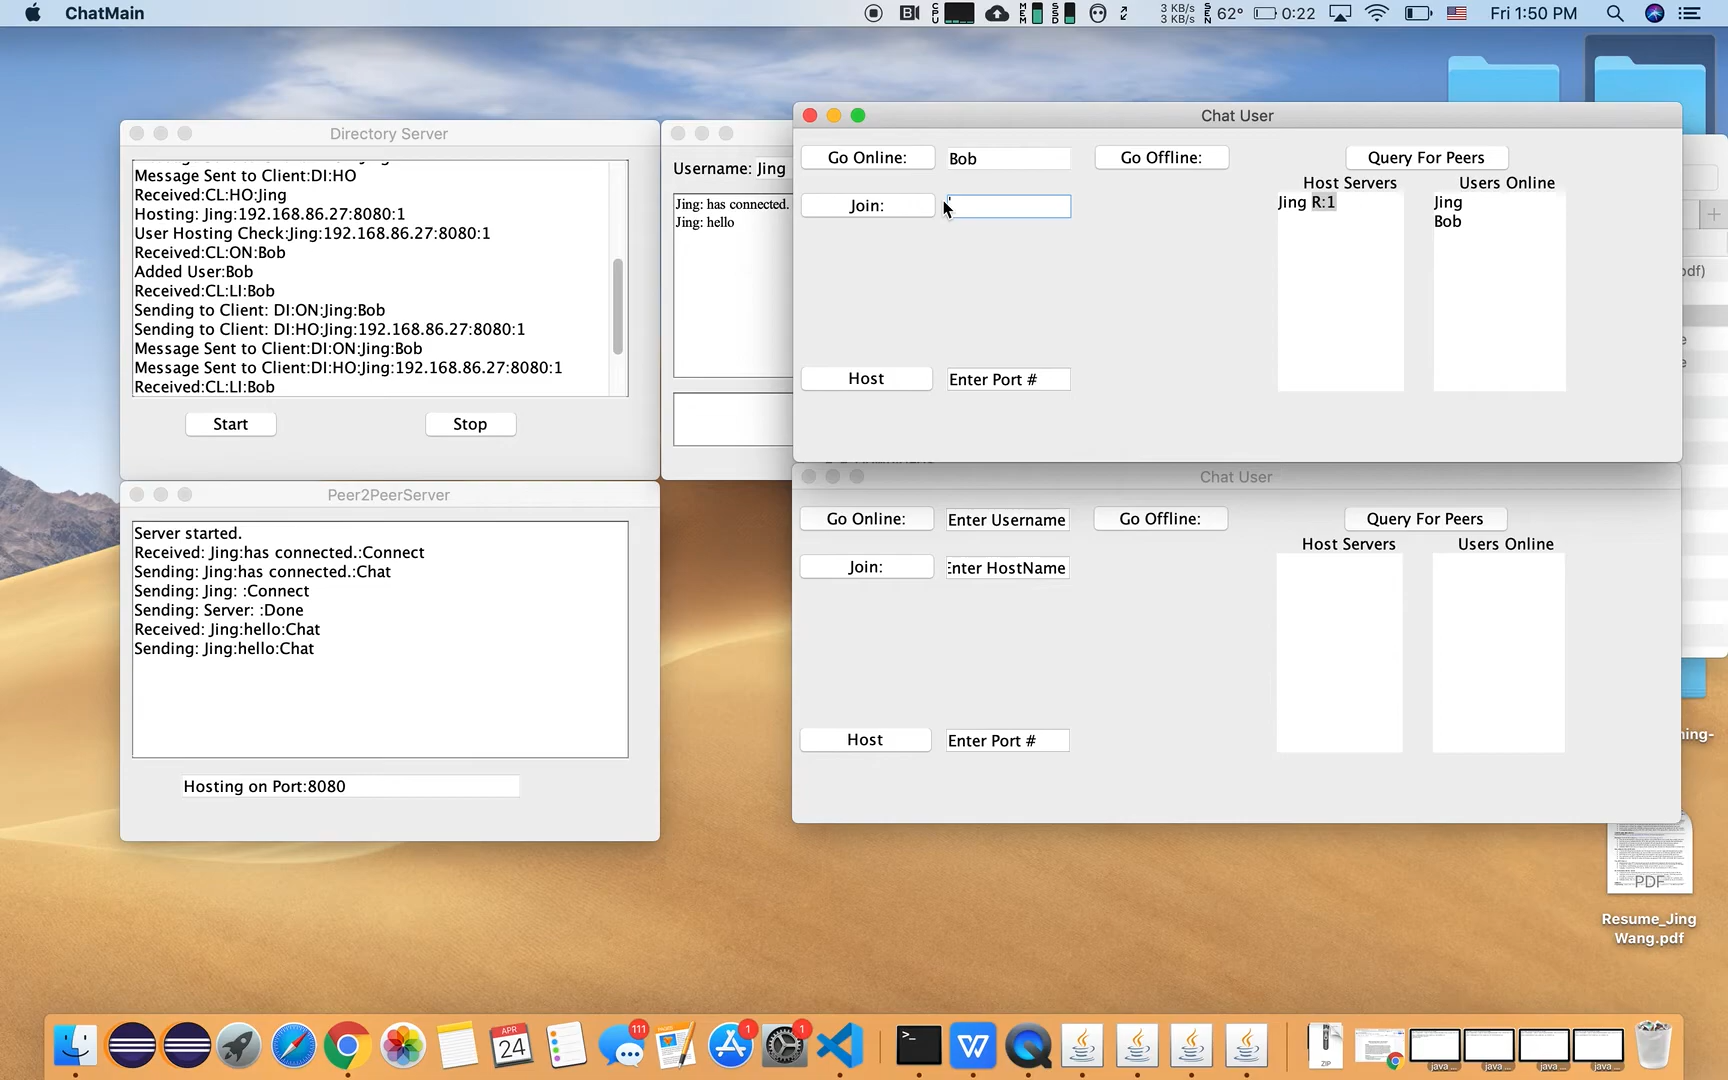 ChatMain
3 KB/s
3 KB/s
62°
0:22
Fri 1:50 PM
Directory Server
Message Sent to Client:DI:HO
Received:CL:HO:Jing
Hosting: Jing:192.168.86.27:8080:1
User Hosting Check:Jing:192.168.86.27:8080:1
Received:CL:ON:Bob
Added User:Bob
Received:CL:LI:Bob
Sending to Client: DI:ON:Jing:Bob
Sending to Client: DI:HO:Jing:192.168.86.27:8080:1
Message Sent to Client:DI:ON:Jing:Bob
Message Sent to Client:DI:HO:Jing:192.168.86.27:8080:1
Received:CL:LI:Bob
Start
Stop
Username: Jing
Jing: has connected.
Jing: hello
Chat User
Go Online:
Bob
Go Offline:
Query For Peers
Host Servers
Users Online
Join:
Jing R:1
Jing
Bob
Host
Enter Port #
Peer2PeerServer
Server started.
Received: Jing:has connected.:Connect
Sending: Jing:has connected.:Chat
Sending: Jing: :Connect
Sending: Server: :Done
Received: Jing:hello:Chat
Sending: Jing:hello:Chat
Hosting on Port:8080
Chat User
Go Online:
Enter Username
Go Offline:
Query For Peers
Host Servers
Users Online
Join:
Enter HostName
Host
Enter Port #
PDF
Resume_Jing
Wang.pdf
APR
24
111
1
1
ZIP
java ...
java ...
java ...
java ...